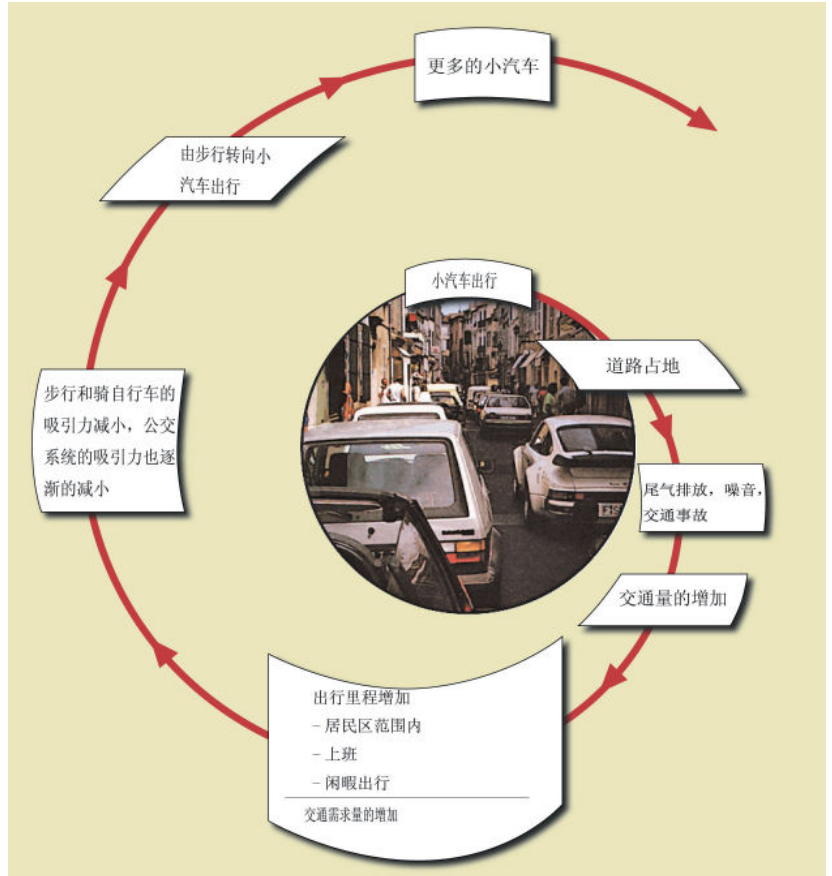 更多的小汽车
由步行转向小
汽车出行
小汽车出行
道路占地
步行和骑自行车的
吸引力减小，公交
系统的吸引力也逐
渐的减小
尾气排放，噪音，
交通事故
交通量的增加
出行里程增加
– 居民区范围内
– 上班
– 闲暇出行
交通需求量的增加